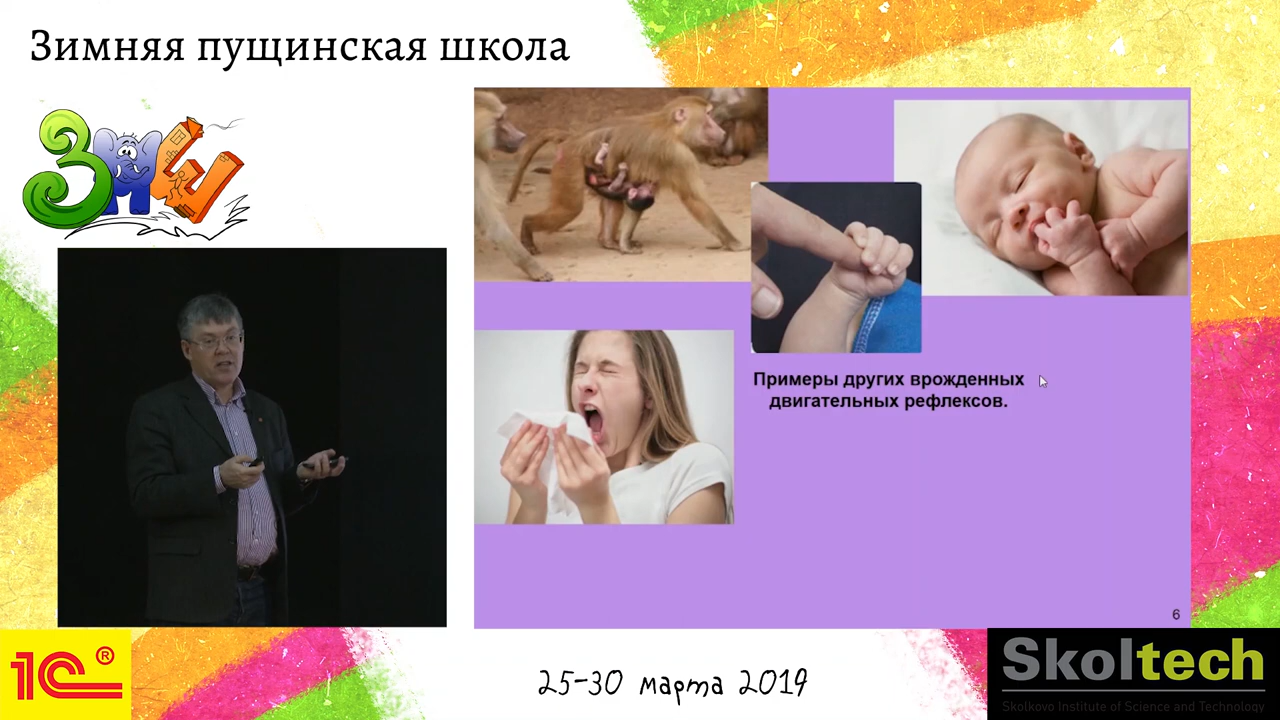 Зимняя пущинская школа
ЗПШ
Примеры других врожденных
двигательных рефлексов.
6
1С®
25-30 марта 2019
Skoltech
Skolkovo Institute of Science and Technology